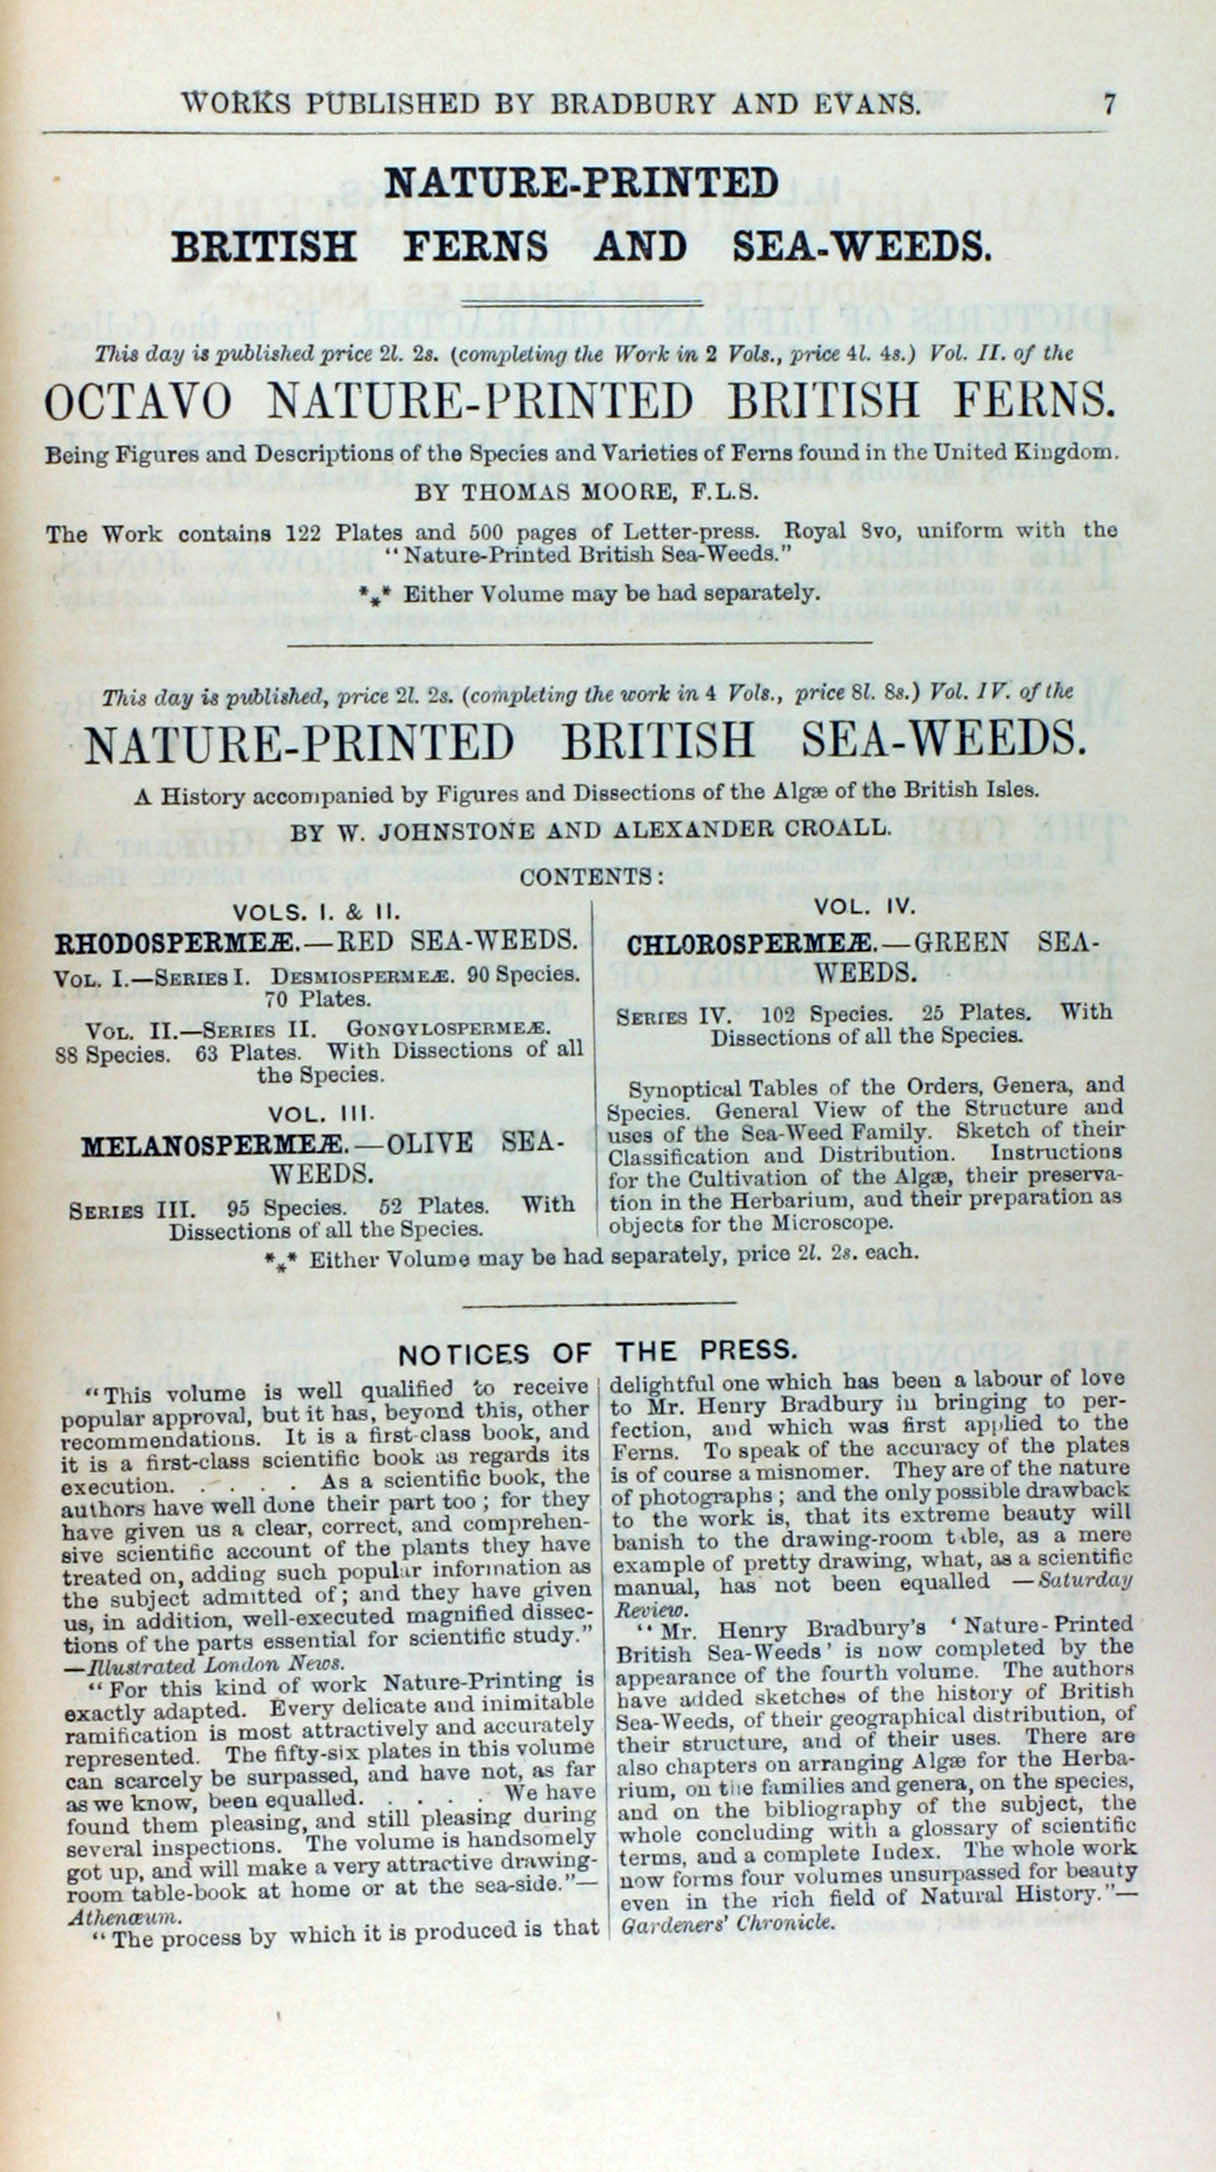 WORKS PUBLISHED BY BRADBURY AND EVANS. 7
NATURE-PRINTED
BRITISH FERNS AND SEA-WEEDS.
This day is published price 2l. 2s. (completing the Work in 2 Vols., price 4l. 4s.) Vol. II. of the
OCTAVO NATURE-PRINTED BRITISH FERNS.
Being Figures and Descriptions of the Species and Varieties of Ferns found in the United Kingdom.
BY THOMAS MOORE, F.L.S.
The Work contains 122 Plates and 500 pages of Letter-press. Royal 8vo, uniform with the
"Nature-Printed British Sea-Weeds."
*** Either Volume may be had separately.
This day is published, price 2l. 2s. (completing the work in 4 Vols., price 8l. 8s.) Vol. IV. of the
NATURE-PRINTED BRITISH SEA-WEEDS.
A History accompanied by Figures and Dissections of the Algæ of the British Isles.
BY W. JOHNSTONE AND ALEXANDER CROALL.
CONTENTS:
VOLS. I. & II.
RHODOSPERMEÆ.—RED SEA-WEEDS.
VOL. I.—SERIES I. DESMIOSPERMEÆ. 90 Species.
70 Plates.
VOL. II.—SERIES II. GONGYLOSPERMEÆ.
88 Species. 63 Plates. With Dissections of all
the Species.
VOL. III.
MELANOSPERMEÆ.—OLIVE SEA-
WEEDS.
SERIES III. 95 Species. 52 Plates. With
Dissections of all the Species.
VOL. IV.
CHLOROSPERMEÆ.—GREEN SEA-
WEEDS.
SERIES IV. 102 Species. 25 Plates. With
Dissections of all the Species.
Synoptical Tables of the Orders, Genera, and
Species. General View of the Structure and
uses of the Sea-Weed Family. Sketch of their
Classification and Distribution. Instructions
for the Cultivation of the Algæ, their preserva-
tion in the Herbarium, and their preparation as
objects for the Microscope.
*** Either Volume may be had separately, price 2l. 2s. each.
NOTICES OF THE PRESS.
"This volume is well qualified to receive
popular approval, but it has, beyond this, other
recommendations. It is a first-class book, and
it is a first-class scientific book as regards its
execution. . . . . As a scientific book, the
authors have well done their part too; for they
have given us a clear, correct, and comprehen-
sive scientific account of the plants they have
treated on, adding such popular information as
the subject admitted of; and they have given
us, in addition, well-executed magnified dissec-
tions of the parts essential for scientific study."
—Illustrated London News.
"For this kind of work Nature-Printing is
exactly adapted. Every delicate and inimitable
ramification is most attractively and accurately
represented. The fifty-six plates in this volume
can scarcely be surpassed, and have not, as far
as we know, been equalled. . . . . We have
found them pleasing, and still pleasing during
several inspections. The volume is handsomely
got up, and will make a very attractive drawing-
room table-book at home or at the sea-side."—
Athenæum.
"The process by which it is produced is that
delightful one which has been a labour of love
to Mr. Henry Bradbury in bringing to per-
fection, and which was first applied to the
Ferns. To speak of the accuracy of the plates
is of course a misnomer. They are of the nature
of photographs; and the only possible drawback
to the work is, that its extreme beauty will
banish to the drawing-room table, as a mere
example of pretty drawing, what, as a scientific
manual, has not been equalled —Saturday
Review.
"Mr. Henry Bradbury's 'Nature-Printed
British Sea-Weeds' is now completed by the
appearance of the fourth volume. The authors
have added sketches of the history of British
Sea-Weeds, of their geographical distribution, of
their structure, and of their uses. There are
also chapters on arranging Algæ for the Herba-
rium, on the families and genera, on the species,
and on the bibliography of the subject, the
whole concluding with a glossary of scientific
terms, and a complete Index. The whole work
now forms four volumes unsurpassed for beauty
even in the rich field of Natural History."—
Gardeners' Chronicle.